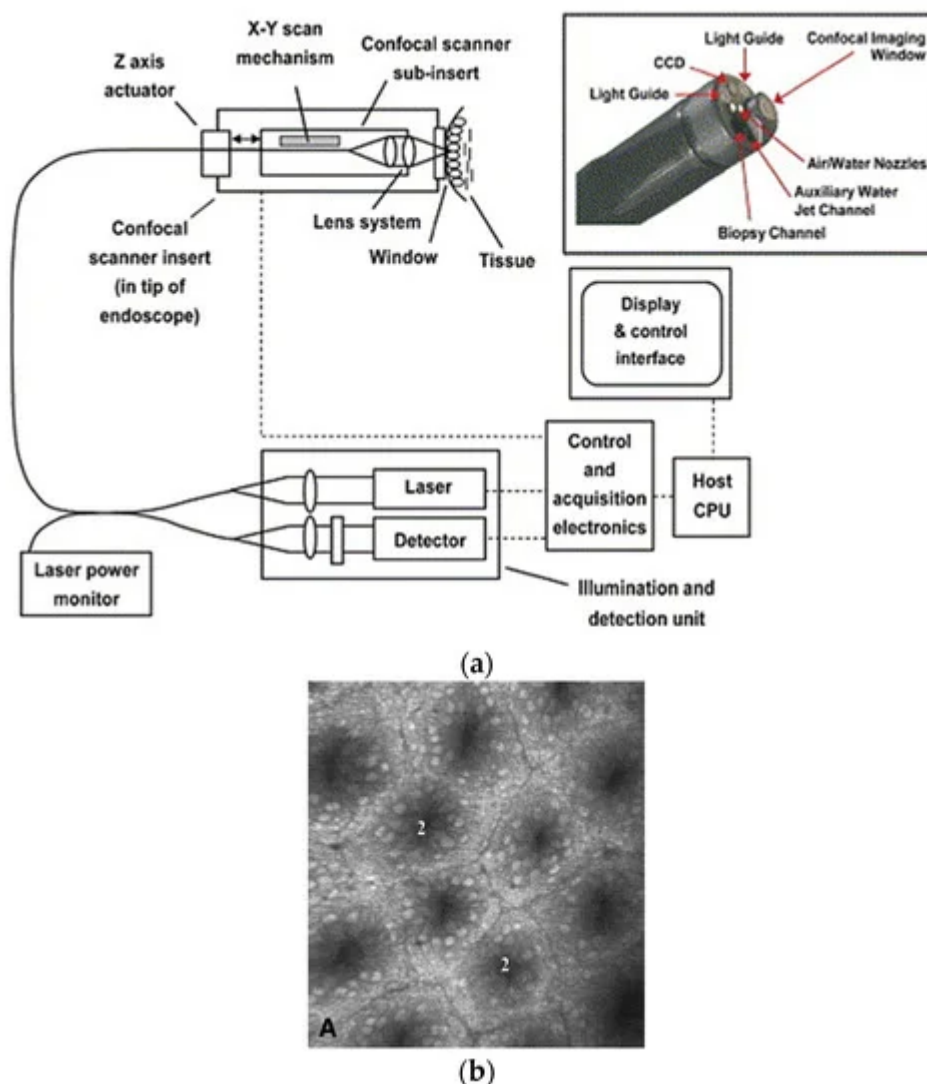 X-Y scan
mechanism
Confocal scanner
sub-insert
Z axis
actuator
Lens system
Window
Tissue
Confocal
scanner insert
(in tip of
endoscope)
Light Guide
Confocal Imaging
Window
CCD
Light Guide
Air/Water Nozzles
Auxiliary Water
Jet Channel
Biopsy Channel
Display
& control
interface
Control
and
acquisition
electronics
Host
CPU
Laser
Detector
Laser power
monitor
Illumination and
detection unit
(a)
2
2
A
(b)